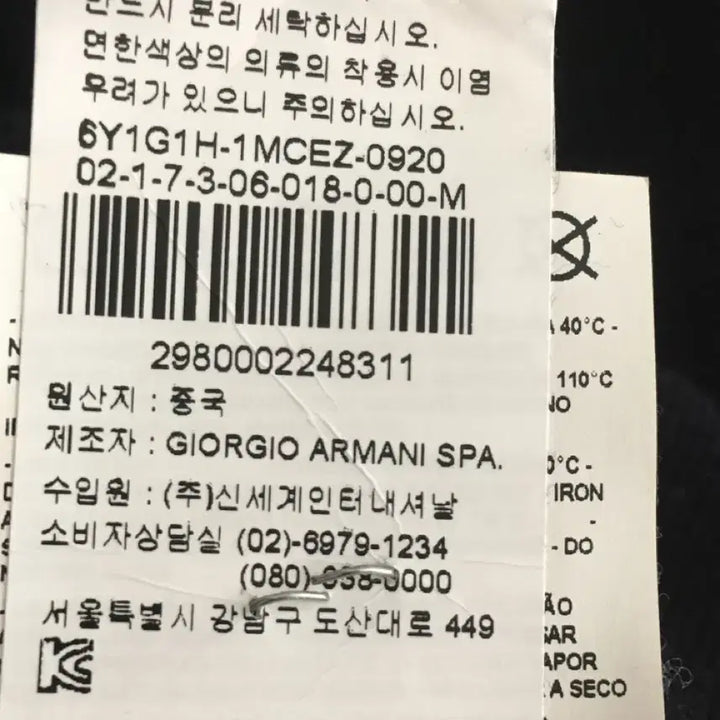 반드시 분리 세탁하십시오.
연한색상의 의류의 착용시 이염
우려가 있으니 주의하십시오.
6Y1G1H-1MCEZ-0920
02-1-7-3-06-018-0-00-M
2980002248311
원산지 : 중국
제조자 : GIORGIO ARMANI SPA.
수입원 : (주)신세계인터내셔날
소비자상담실 (02)-6979-1234
(080)- -0000
서울특별시 강남구 도산대로 449
40°C -
110°C
NO
0°C -
IRON
-
- DO
ÃO
SAR
APOR
A SECO